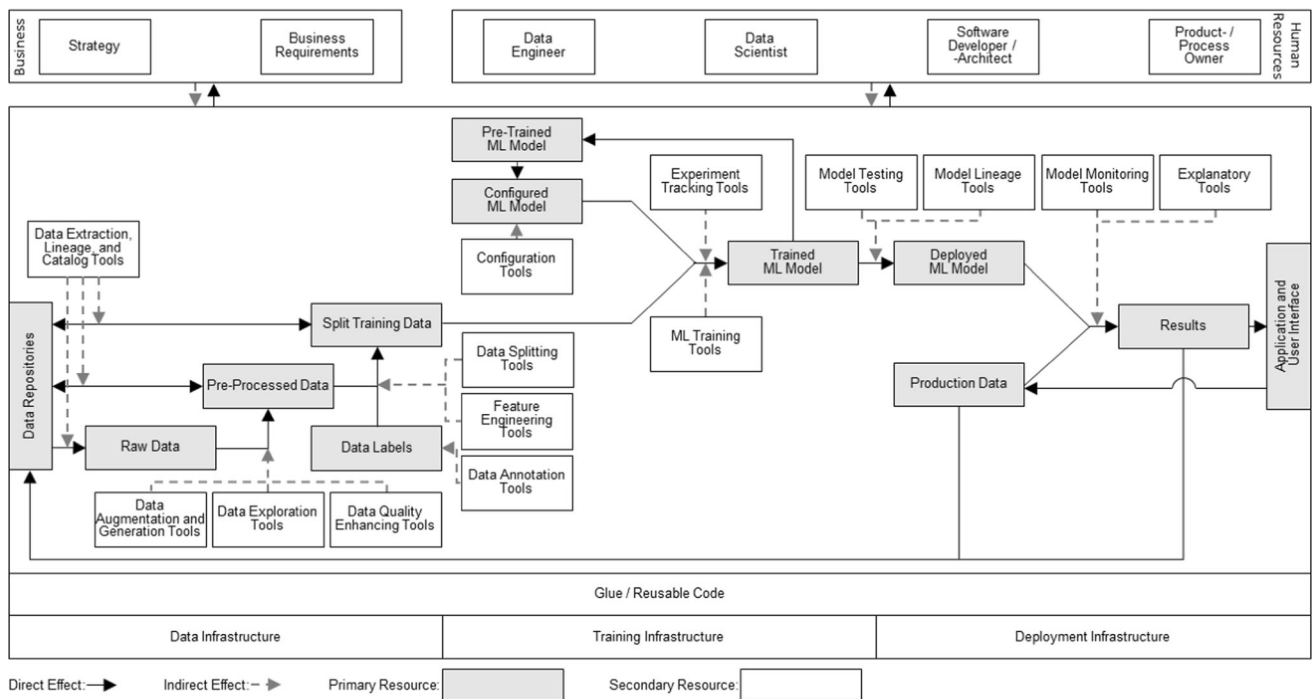 Business
Strategy
Business
Requirements
Data
Engineer
Data
Scientist
Software
Developer /
-Architect
Product- /
Process
Owner
Human
Resources
Pre-Trained
ML Model
Configured
ML Model
Configuration
Tools
Experiment
Tracking Tools
Model Testing
Tools
Model Lineage
Tools
Model Monitoring
Tools
Explanatory
Tools
Data Extraction,
Lineage, and
Catalog Tools
Trained
ML Model
Deployed
ML Model
Data Repositories
Split Training Data
ML Training
Tools
Results
Application and
User Interface
Pre-Processed Data
Data Splitting
Tools
Production Data
Raw Data
Data Labels
Feature
Engineering
Tools
Data Annotation
Tools
Data
Augmentation and
Generation Tools
Data Exploration
Tools
Data Quality
Enhancing Tools
Glue / Reusable Code
Data Infrastructure
Training Infrastructure
Deployment Infrastructure
Direct Effect:
Indirect Effect:
Primary Resource:
Secondary Resource: